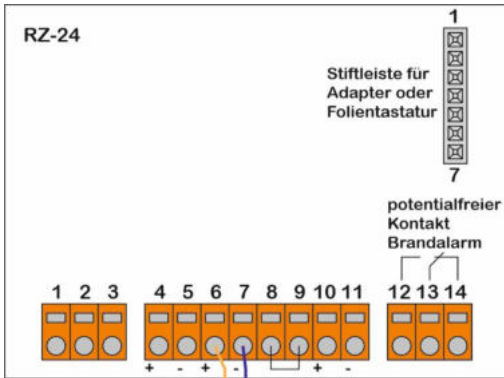 RZ-24
1
Stiftleiste für
Adapter oder
Folientastatur
7
potentialfreier
Kontakt
Brandalarm
1 2 3 4 5 6 7 8 9 10 11 12 13 14
+ - + - + -